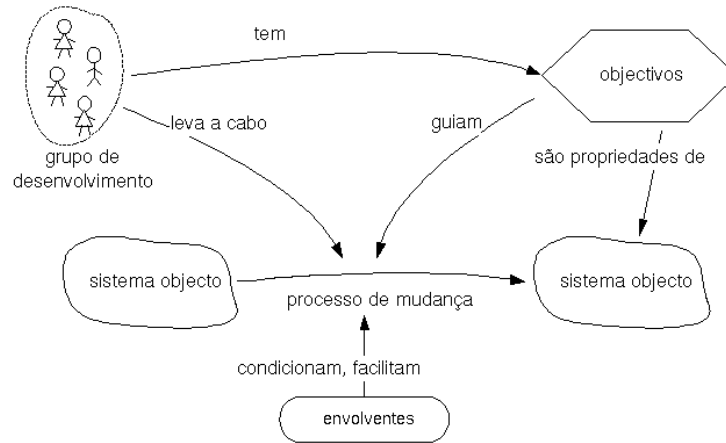 tem
objectivos
leva a cabo
guiam
grupo de
desenvolvimento
são propriedades de
sistema objecto
processo de mudança
sistema objecto
condicionam, facilitam
envolventes